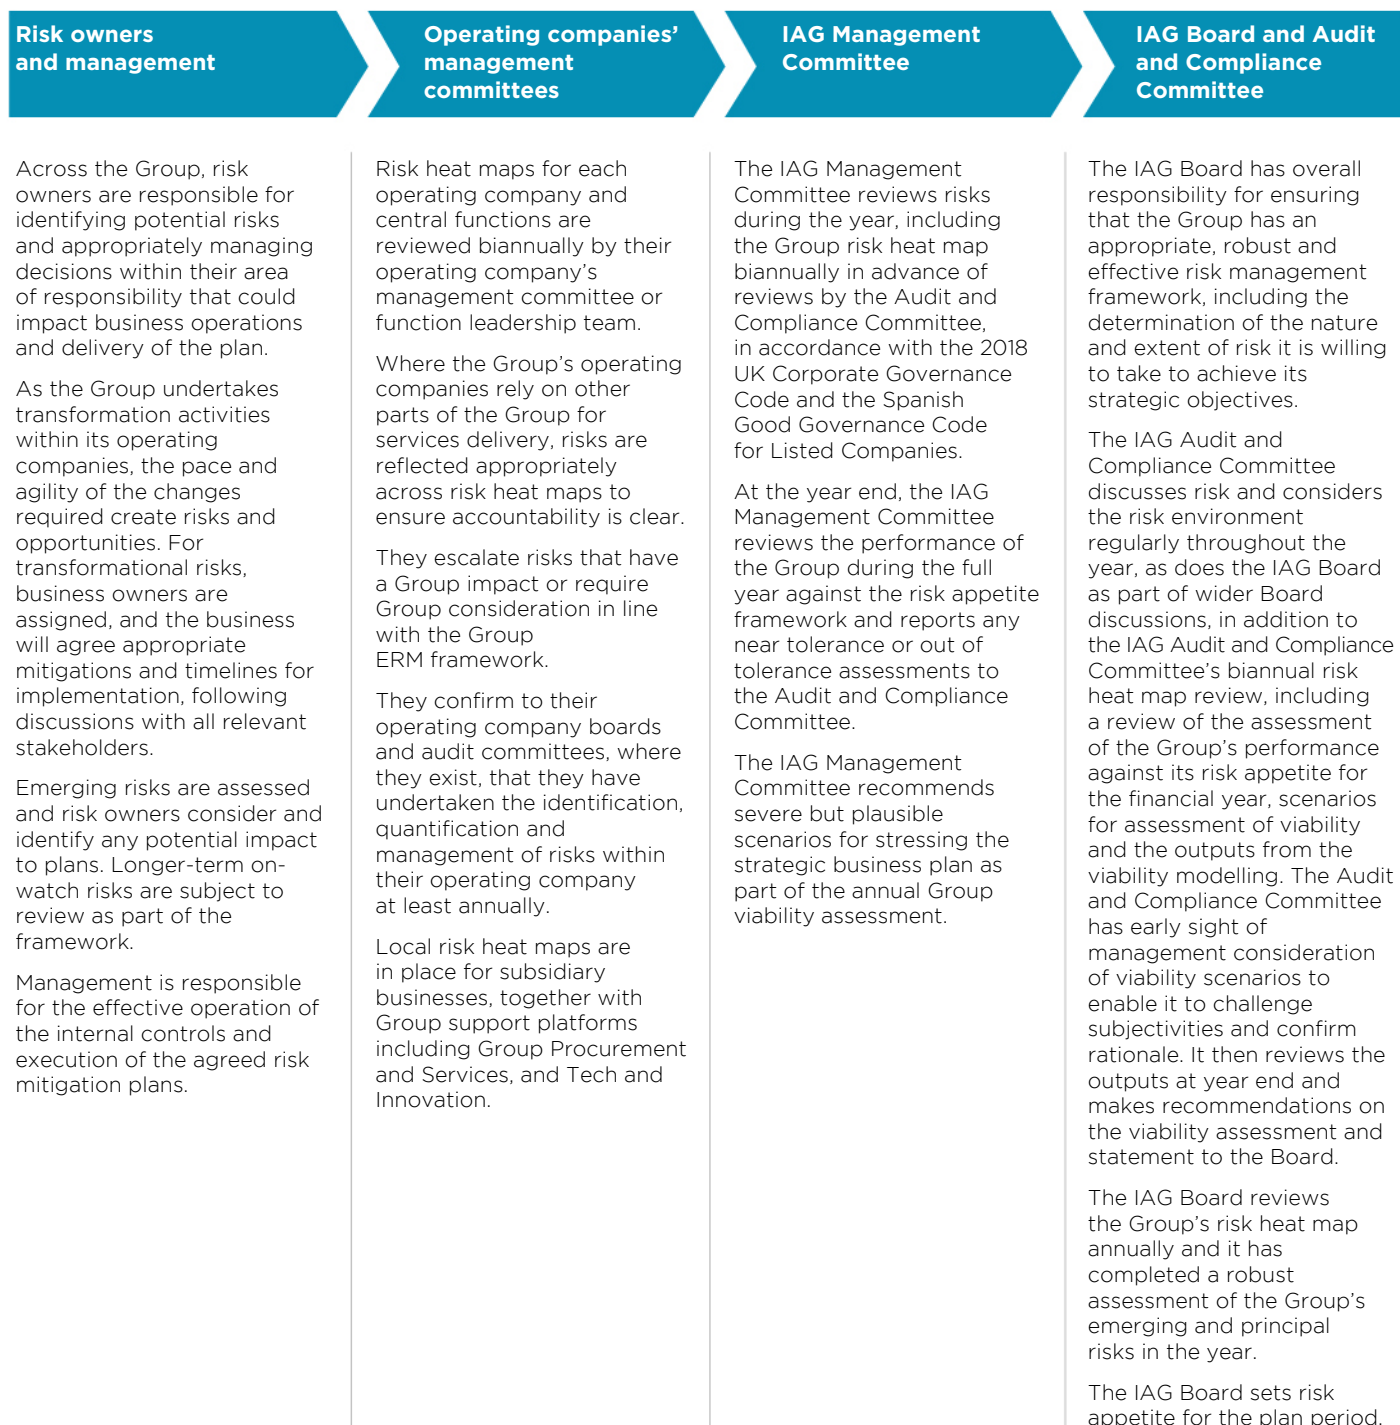 Risk owners
and management
Across the Group, risk
owners are responsible for
identifying potential risks
and appropriately managing
decisions within their area
of responsibility that could
impact business operations
and delivery of the plan.
As the Group undertakes
transformation activities
within its operating
companies, the pace and
agility of the changes
required create risks and
opportunities. For
transformational risks,
business owners are
assigned, and the business
will agree appropriate
mitigations and timelines for
implementation, following
discussions with all relevant
stakeholders.
Emerging risks are assessed
and risk owners consider and
identify any potential impact
to plans. Longer-term on-
watch risks are subject to
review as part of the
framework.
Management is responsible
for the effective operation of
the internal controls and
execution of the agreed risk
mitigation plans.
Operating companies’
management
committees
Risk heat maps for each
operating company and
central functions are
reviewed biannually by their
operating company’s
management committee or
function leadership team.
Where the Group’s operating
companies rely on other
parts of the Group for
services delivery, risks are
reflected appropriately
across risk heat maps to
ensure accountability is clear.
They escalate risks that have
a Group impact or require
Group consideration in line
with the Group
ERM framework.
They confirm to their
operating company boards
and audit committees, where
they exist, that they have
undertaken the identification,
quantification and
management of risks within
their operating company
at least annually.
Local risk heat maps are
in place for subsidiary
businesses, together with
Group support platforms
including Group Procurement
and Services, and Tech and
Innovation.
IAG Management
Committee
The IAG Management
Committee reviews risks
during the year, including
the Group risk heat map
biannually in advance of
reviews by the Audit and
Compliance Committee,
in accordance with the 2018
UK Corporate Governance
Code and the Spanish
Good Governance Code
for Listed Companies.
At the year end, the IAG
Management Committee
reviews the performance of
the Group during the full
year against the risk appetite
framework and reports any
near tolerance or out of
tolerance assessments to
the Audit and Compliance
Committee.
The IAG Management
Committee recommends
severe but plausible
scenarios for stressing the
strategic business plan as
part of the annual Group
viability assessment.
IAG Board and Audit
and Compliance
Committee
The IAG Board has overall
responsibility for ensuring
that the Group has an
appropriate, robust and
effective risk management
framework, including the
determination of the nature
and extent of risk it is willing
to take to achieve its
strategic objectives.
The IAG Audit and
Compliance Committee
discusses risk and considers
the risk environment
regularly throughout the
year, as does the IAG Board
as part of wider Board
discussions, in addition to
the IAG Audit and Compliance
Committee’s biannual risk
heat map review, including
a review of the assessment
of the Group’s performance
against its risk appetite for
the financial year, scenarios
for assessment of viability
and the outputs from the
viability modelling. The Audit
and Compliance Committee
has early sight of
management consideration
of viability scenarios to
enable it to challenge
subjectivities and confirm
rationale. It then reviews the
outputs at year end and
makes recommendations on
the viability assessment and
statement to the Board.
The IAG Board reviews
the Group’s risk heat map
annually and it has
completed a robust
assessment of the Group’s
emerging and principal
risks in the year.
The IAG Board sets risk
appetite for the plan period.